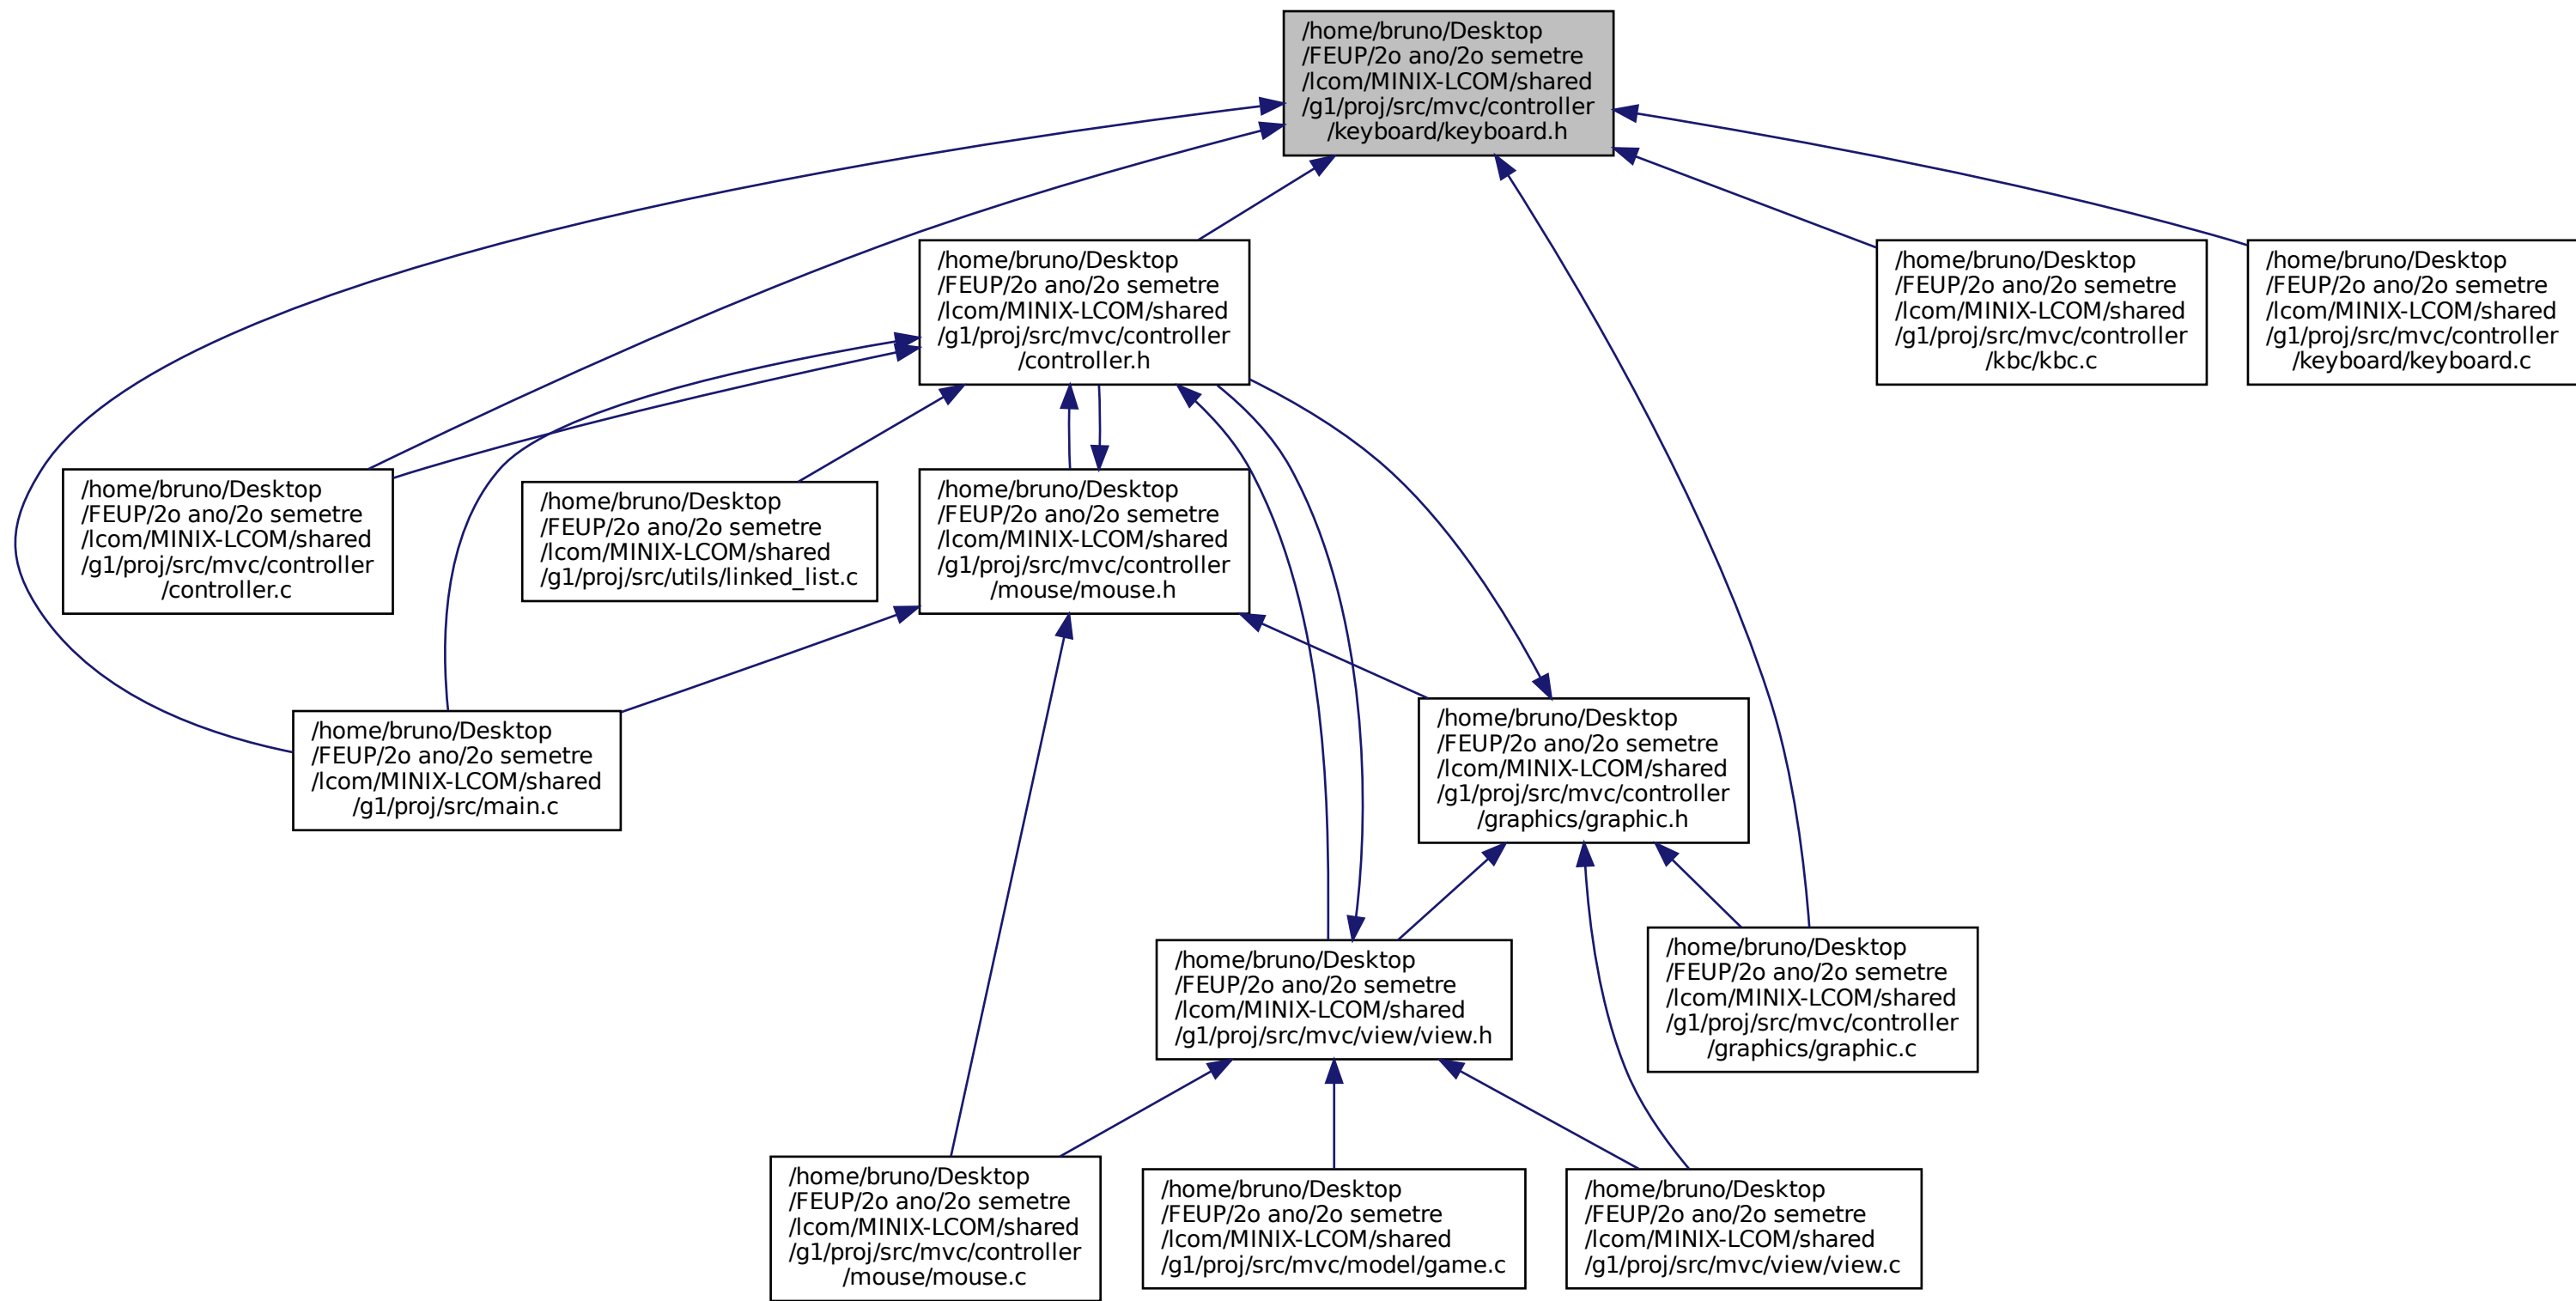 /home/bruno/Desktop
/FEUP/2o ano/2o semetre
/lcom/MINIX-LCOM/shared
/g1/proj/src/mvc/controller
/keyboard/keyboard.h
/home/bruno/Desktop
/FEUP/2o ano/2o semetre
/lcom/MINIX-LCOM/shared
/g1/proj/src/mvc/controller
/controller.h
/home/bruno/Desktop
/FEUP/2o ano/2o semetre
/lcom/MINIX-LCOM/shared
/g1/proj/src/mvc/controller
/kbc/kbc.c
/home/bruno/Desktop
/FEUP/2o ano/2o semetre
/lcom/MINIX-LCOM/shared
/g1/proj/src/mvc/controller
/keyboard/keyboard.c
/home/bruno/Desktop
/FEUP/2o ano/2o semetre
/lcom/MINIX-LCOM/shared
/g1/proj/src/mvc/controller
/controller.c
/home/bruno/Desktop
/FEUP/2o ano/2o semetre
/lcom/MINIX-LCOM/shared
/g1/proj/src/utils/linked_list.c
/home/bruno/Desktop
/FEUP/2o ano/2o semetre
/lcom/MINIX-LCOM/shared
/g1/proj/src/mvc/controller
/mouse/mouse.h
/home/bruno/Desktop
/FEUP/2o ano/2o semetre
/lcom/MINIX-LCOM/shared
/g1/proj/src/main.c
/home/bruno/Desktop
/FEUP/2o ano/2o semetre
/lcom/MINIX-LCOM/shared
/g1/proj/src/mvc/controller
/graphics/graphic.h
/home/bruno/Desktop
/FEUP/2o ano/2o semetre
/lcom/MINIX-LCOM/shared
/g1/proj/src/mvc/view/view.h
/home/bruno/Desktop
/FEUP/2o ano/2o semetre
/lcom/MINIX-LCOM/shared
/g1/proj/src/mvc/controller
/graphics/graphic.c
/home/bruno/Desktop
/FEUP/2o ano/2o semetre
/lcom/MINIX-LCOM/shared
/g1/proj/src/mvc/controller
/mouse/mouse.c
/home/bruno/Desktop
/FEUP/2o ano/2o semetre
/lcom/MINIX-LCOM/shared
/g1/proj/src/mvc/model/game.c
/home/bruno/Desktop
/FEUP/2o ano/2o semetre
/lcom/MINIX-LCOM/shared
/g1/proj/src/mvc/view/view.c